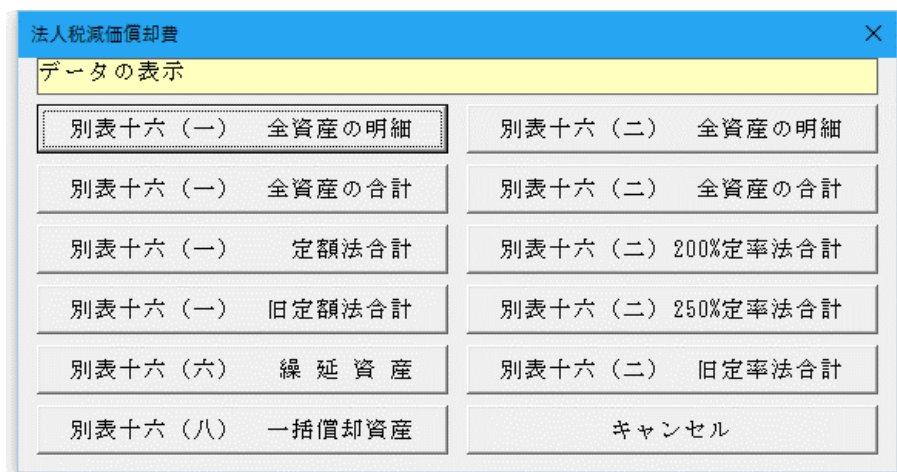 法人税減価償却費
データの表示
別表十六（一）　全資産の明細
別表十六（二）　全資産の明細
別表十六（一）　全資産の合計
別表十六（二）　全資産の合計
別表十六（一）　定額法合計
別表十六（二）200%定率法合計
別表十六（一）　旧定額法合計
別表十六（二）250%定率法合計
別表十六（六）　繰 延 資 産
別表十六（二）　旧定率法合計
別表十六（八）　一括償却資産
キャンセル